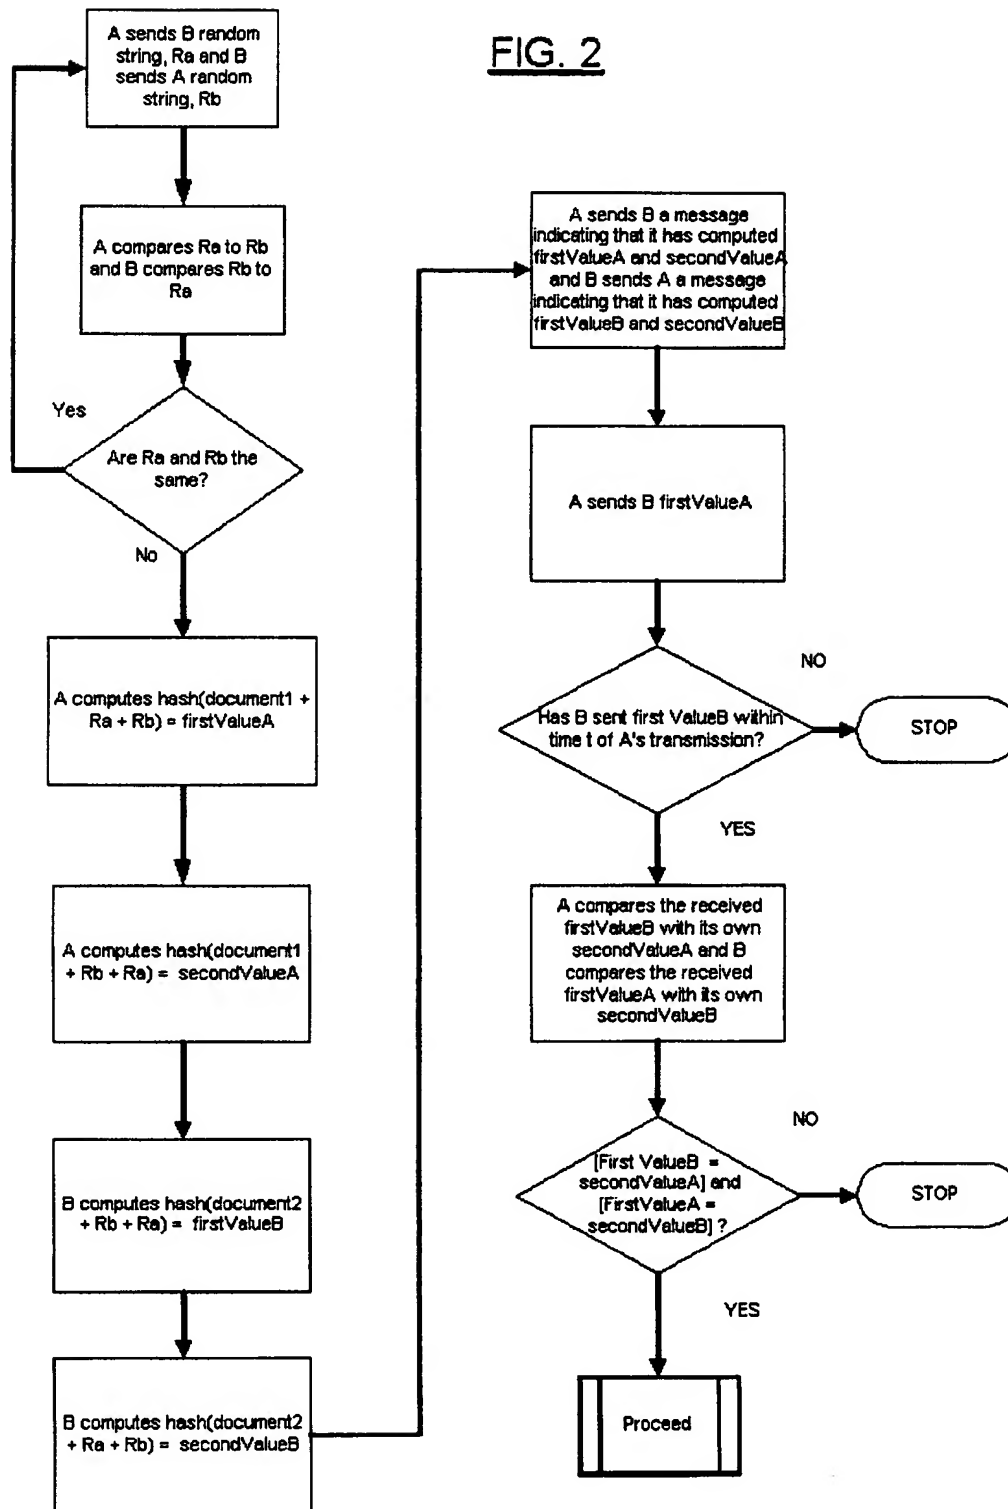 FIG. 2
A sends B random
string, Ra and B
sends A random
string, Rb
A compares Ra to Rb
and B compares Rb to
Ra
Yes
Are Ra and Rb the
same?
No
A computes hash(document1 +
Ra + Rb) = firstValueA
A computes hash(document1
+ Rb + Ra) = secondValueA
B computes hash(document2
+ Rb + Ra) = firstValueB
B computes hash(document2
+ Ra + Rb) = secondValueB
A sends B a message
indicating that it has computed
firstValueA and secondValueA
and B sends A a message
indicating that it has computed
firstValueB and secondValueB
A sends B firstValueA
NO
Has B sent first ValueB within
time t of A's transmission?
STOP
YES
A compares the received
firstValueB with its own
secondValueA and B
compares the received
firstValueA with its own
secondValueB
NO
[First ValueB =
secondValueA] and
[FirstValueA =
secondValueB] ?
STOP
YES
Proceed